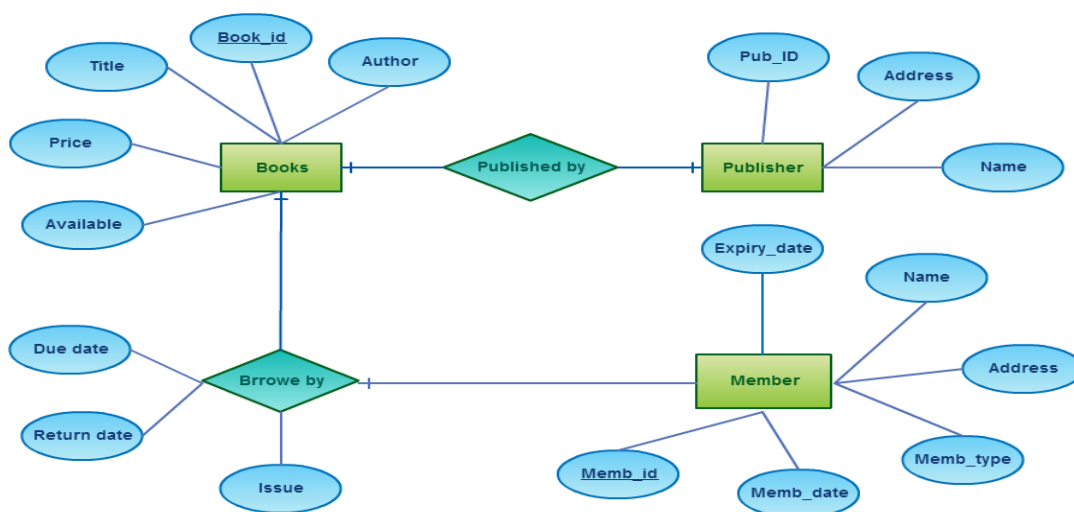 Book_id
Title
Author
Price
Books
Available
Published by
Pub_ID
Address
Publisher
Name
Expiry_date
Name
Due date
Brrowe by
Member
Address
Return date
Issue
Memb_id
Memb_date
Memb_type